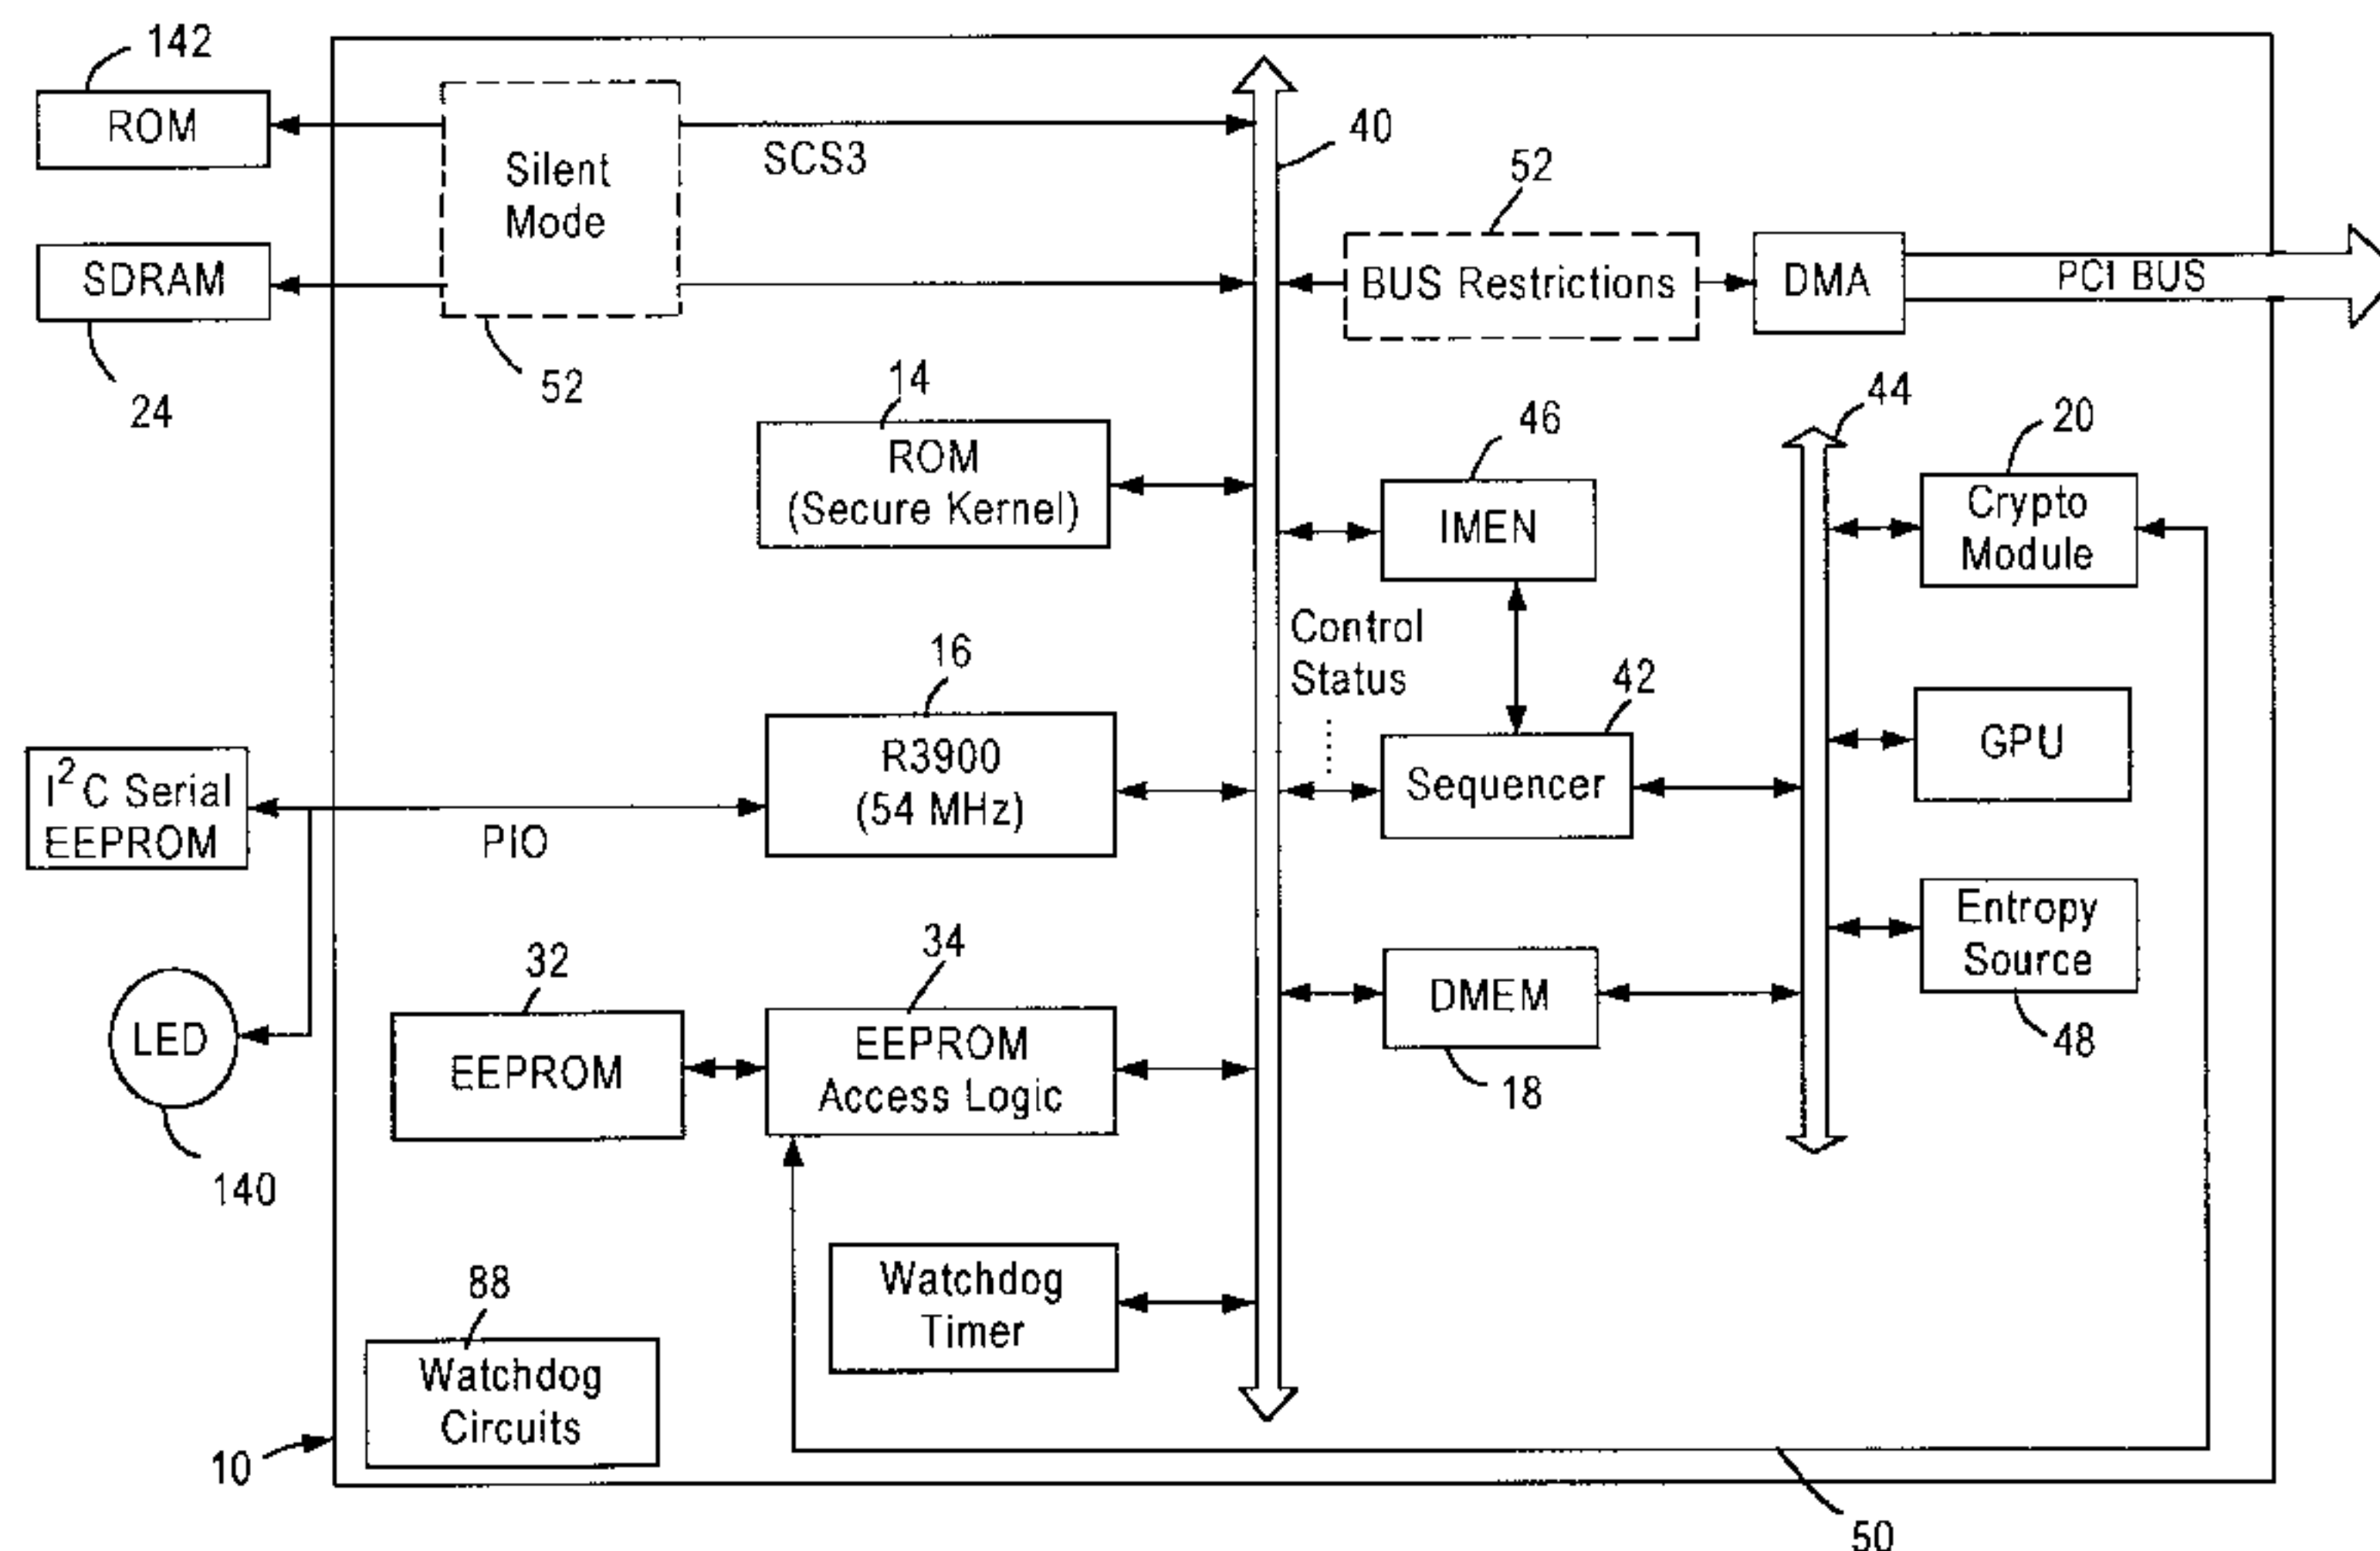 142
ROM
SDRAM
24
Silent
Mode
52
SCS3
40
52
BUS Restrictions
DMA
PCI BUS
14
ROM
(Secure Kernel)
46
IMEN
44
20
Crypto
Module
Control
Status
16
R3900
(54 MHz)
42
Sequencer
GPU
I²C Serial
EEPROM
PIO
LED
140
32
EEPROM
34
EEPROM
Access Logic
DMEM
18
Entropy
Source
48
Watchdog
Timer
88
Watchdog
Circuits
10
50